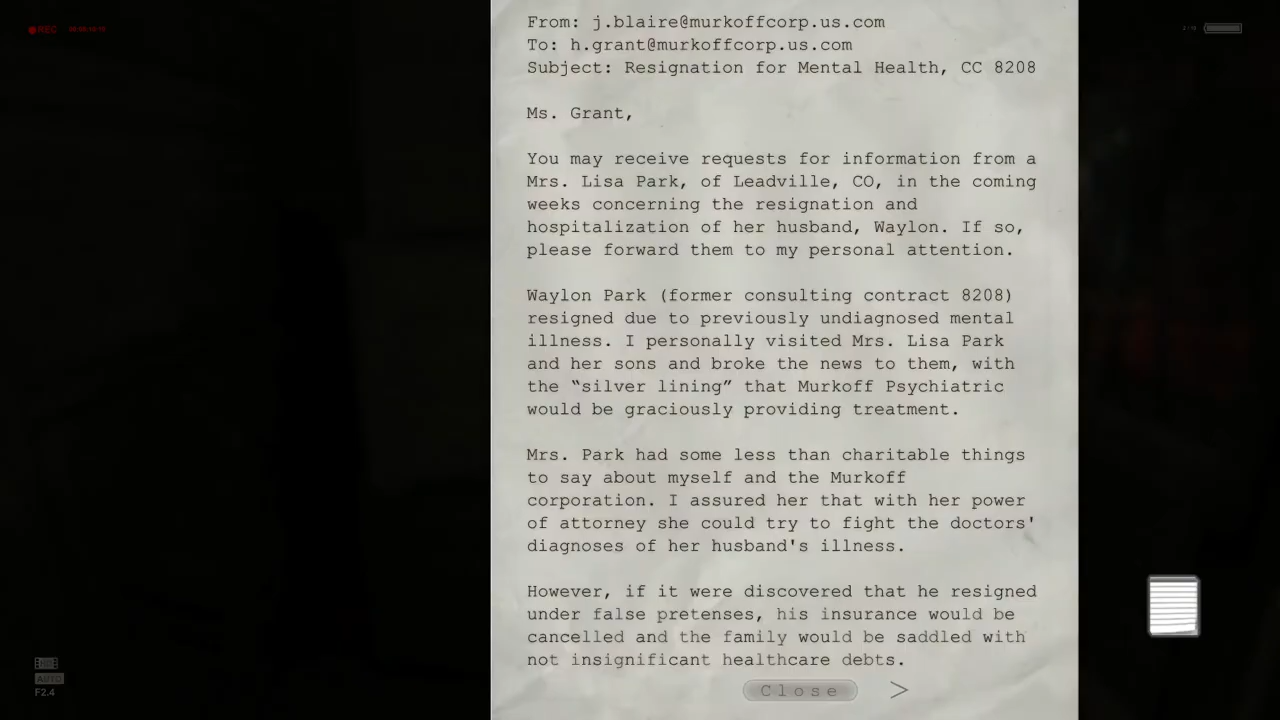 REC
From: j.blaire@murkoffcorp.us.com
To: h.grant@murkoffcorp.us.com
Subject: Resignation for Mental Health, CC 8208
Ms. Grant,
You may receive requests for information from a
Mrs. Lisa Park, of Leadville, CO, in the coming
weeks concerning the resignation and
hospitalization of her husband, Waylon. If so,
please forward them to my personal attention.
Waylon Park (former consulting contract 8208)
resigned due to previously undiagnosed mental
illness. I personally visited Mrs. Lisa Park
and her sons and broke the news to them, with
the “silver lining” that Murkoff Psychiatric
would be graciously providing treatment.
Mrs. Park had some less than charitable things
to say about myself and the Murkoff
corporation. I assured her that with her power
of attorney she could try to fight the doctors'
diagnoses of her husband's illness.
However, if it were discovered that he resigned
under false pretenses, his insurance would be
cancelled and the family would be saddled with
not insignificant healthcare debts.
Close >
AUTO
F2.4